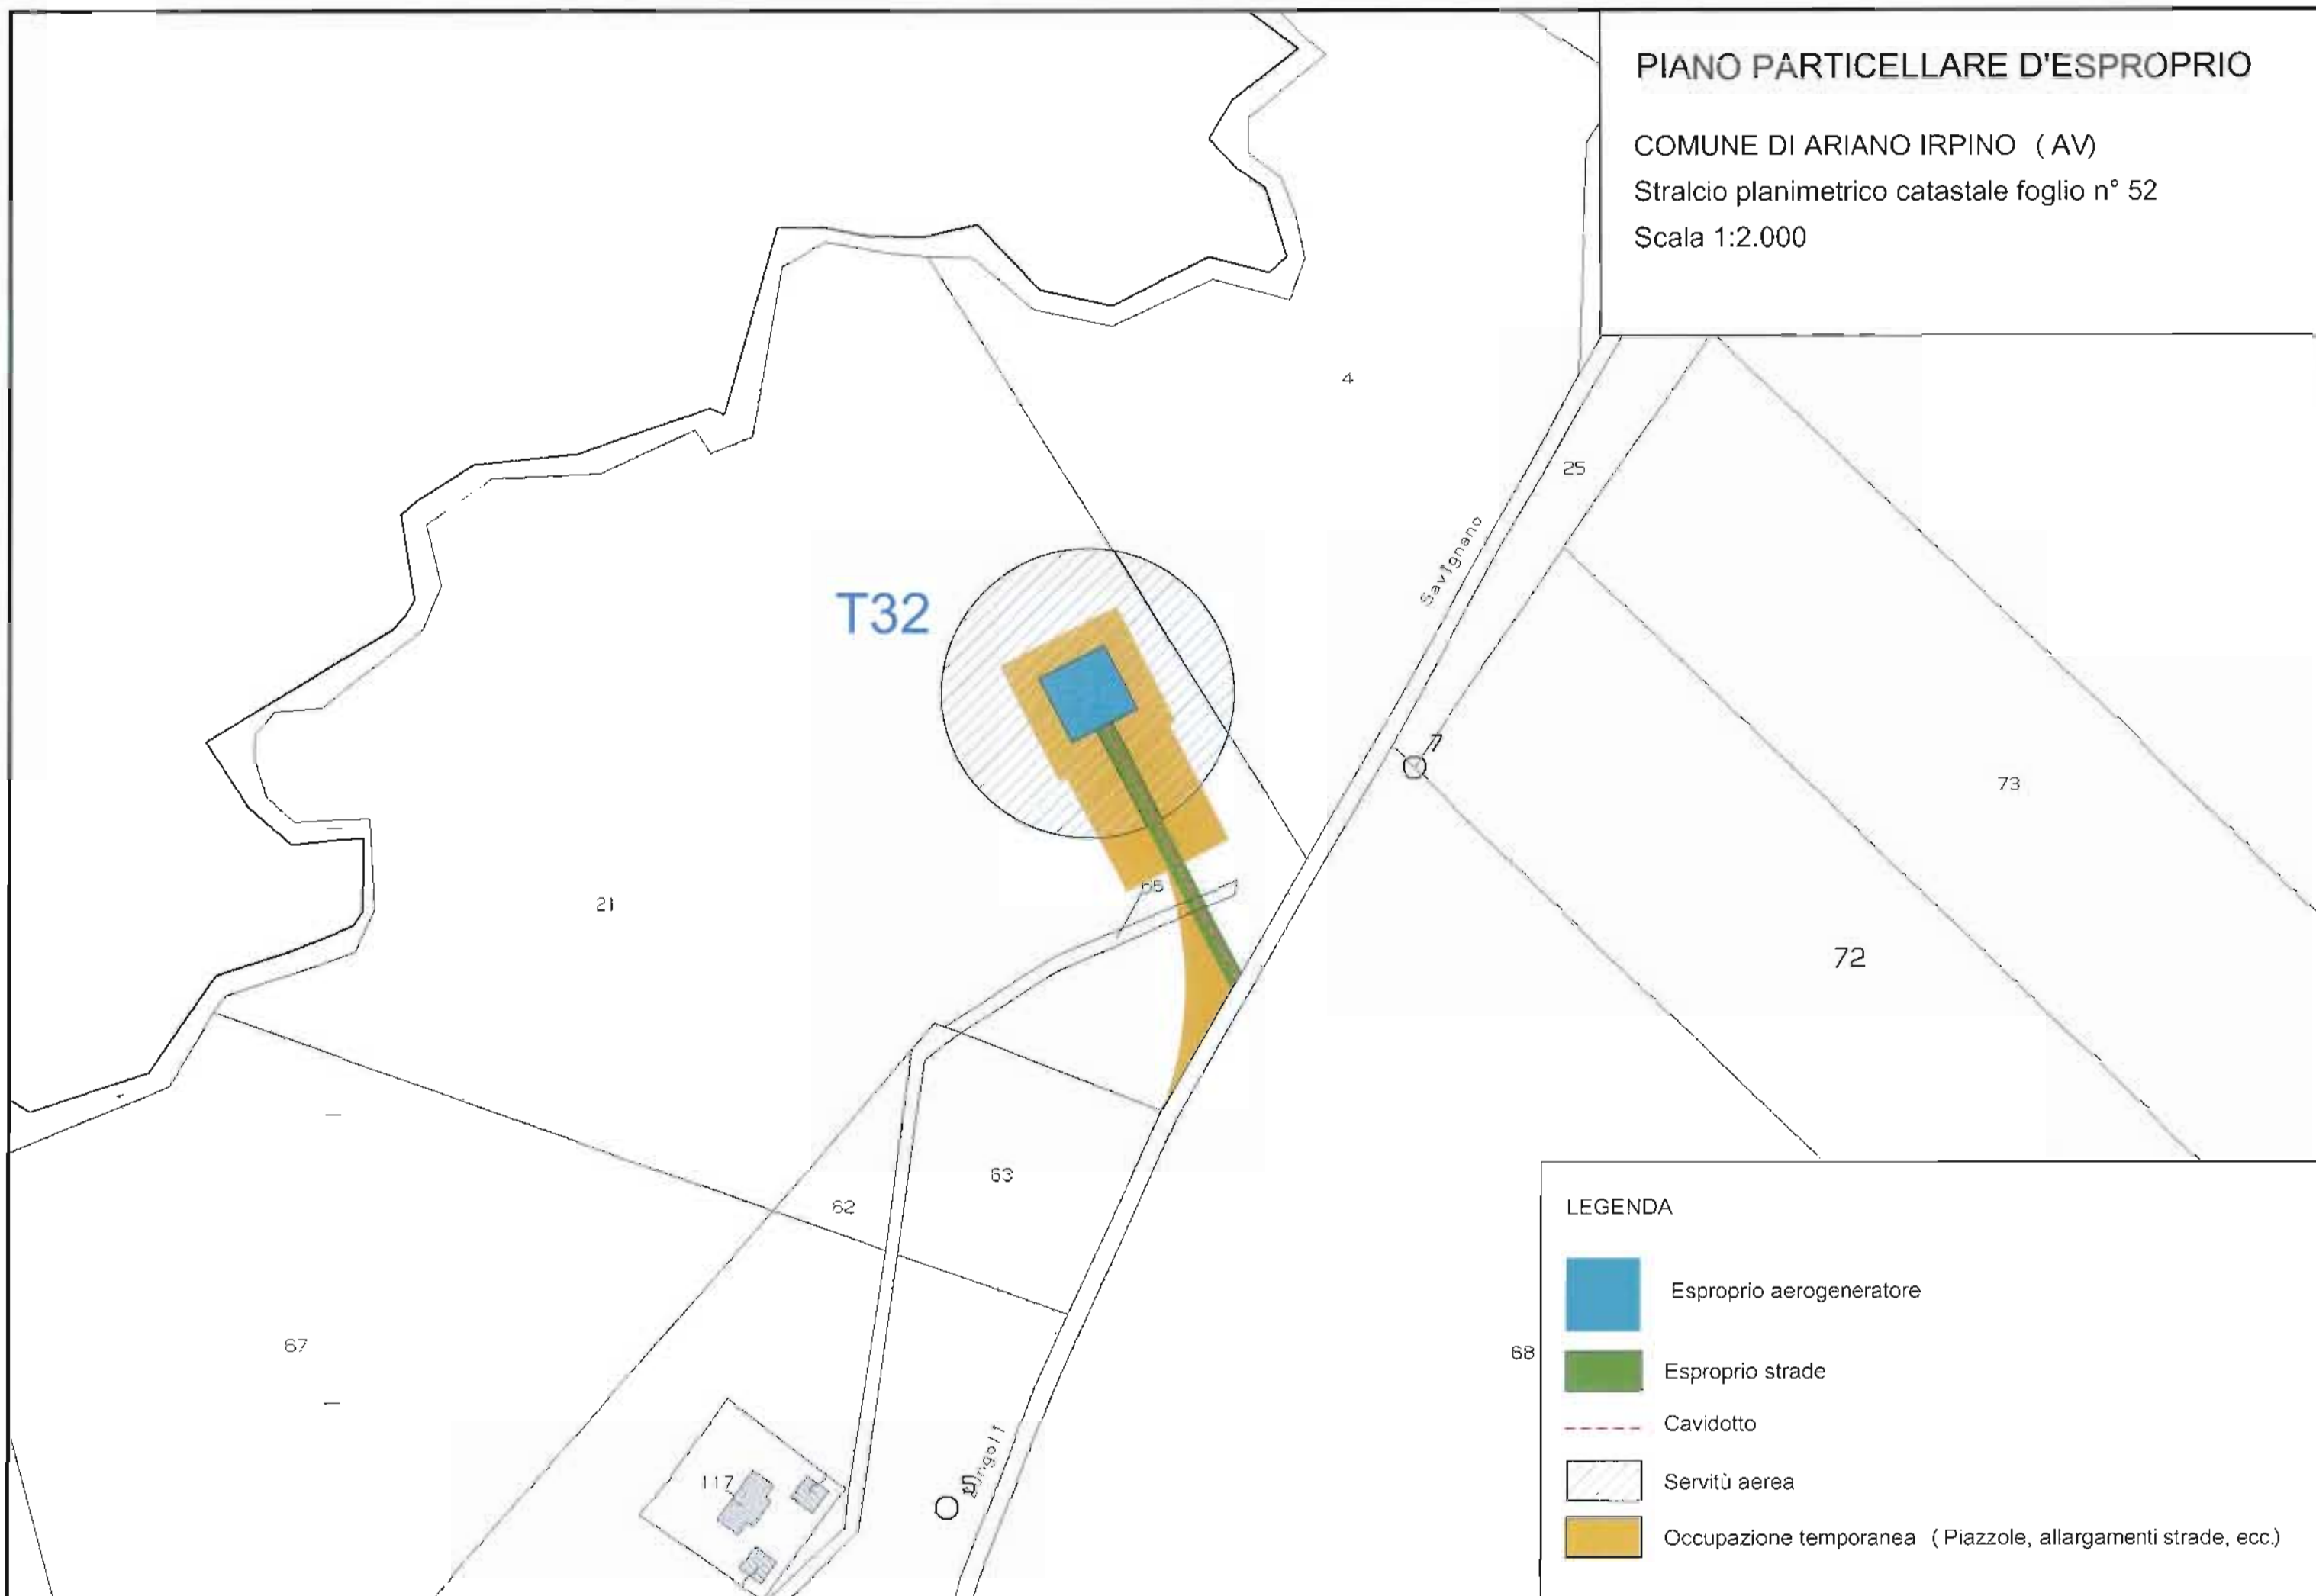 PIANO PARTICELLARE D'ESPROPRIO
COMUNE DI ARIANO IRPINO ( AV)
Stralcio planimetrico catastale foglio n° 52
Scala 1:2.000
4
25
Savignano
T32
7
73
21
66
72
63
62
67
68
117
LEGENDA
Esproprio aerogeneratore
Esproprio strade
Cavidotto
Servitù aerea
Occupazione temporanea ( Piazzole, allargamenti strade, ecc.)